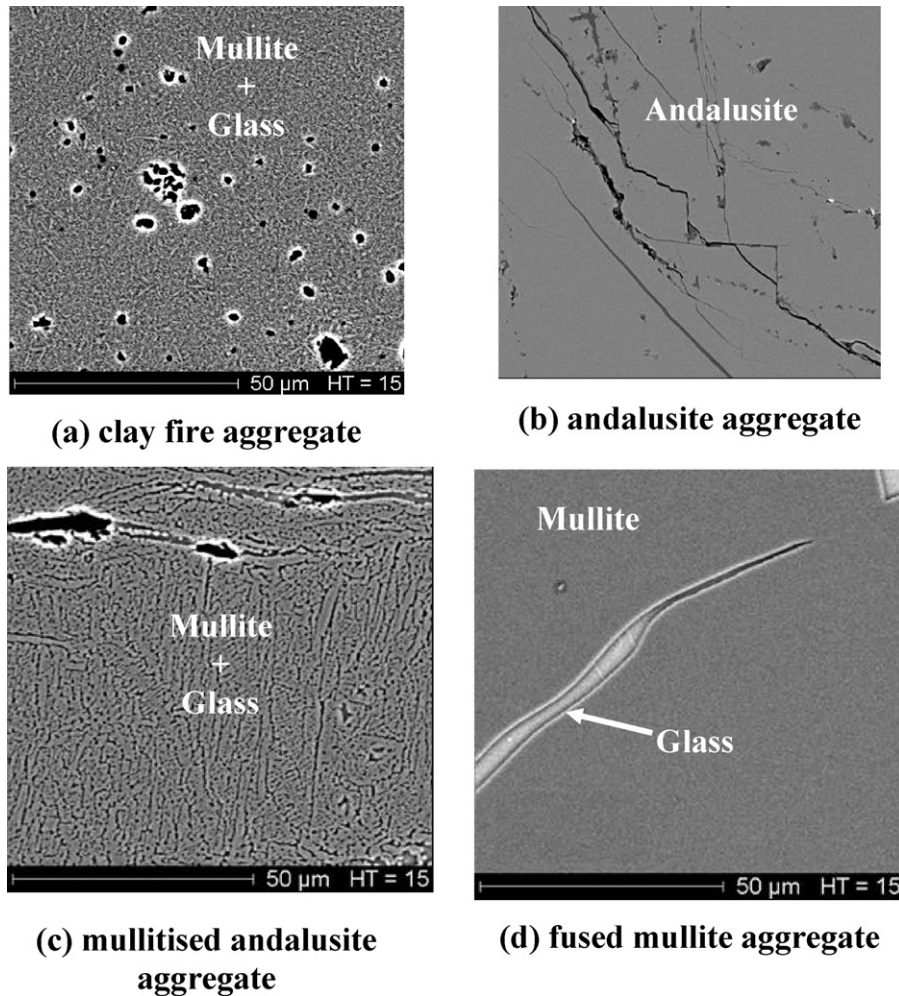 Mullite
+
Glass
50 µm HT = 15
(a) clay fire aggregate
Andalusite
(b) andalusite aggregate
Mullite
+
Glass
50 µm HT = 15
(c) mullitised andalusite
aggregate
Mullite
Glass
50 µm HT = 15
(d) fused mullite aggregate